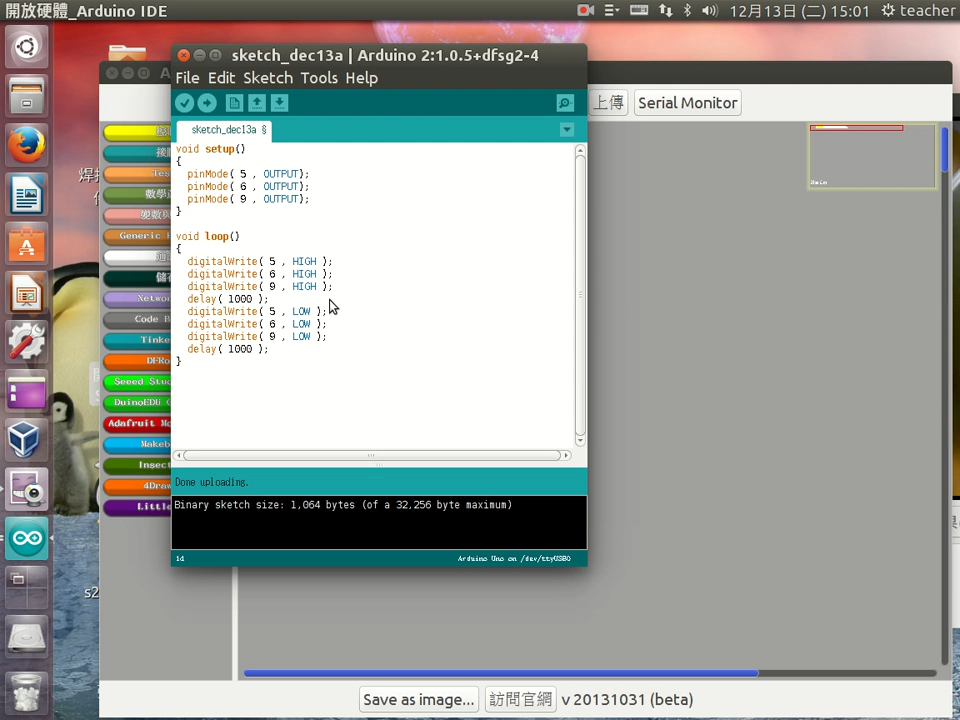 開放硬體_Arduino IDE
12月13日 (二) 15:01
teacher
sketch_dec13a | Arduino 2:1.0.5+dfsg2-4
File Edit Sketch Tools Help
上傳
Serial Monitor
sketch_dec13a §
void setup()
{
pinMode( 5 , OUTPUT);
pinMode( 6 , OUTPUT);
pinMode( 9 , OUTPUT);
}
void loop()
{
digitalWrite( 5 , HIGH );
digitalWrite( 6 , HIGH );
digitalWrite( 9 , HIGH );
delay( 1000 );
digitalWrite( 5 , LOW );
digitalWrite( 6 , LOW );
digitalWrite( 9 , LOW );
delay( 1000 );
}
Done uploading.
Binary sketch size: 1,064 bytes (of a 32,256 byte maximum)
Arduino Uno on /dev/ttyUSB0
數學
Generic
Code B
Tinke
DFRo
Seeed Stu
DuinoEDU
Adafruit
Makeb
Insect
4Draw
Littl
Save as image...
訪問官網
v 20131031 (beta)